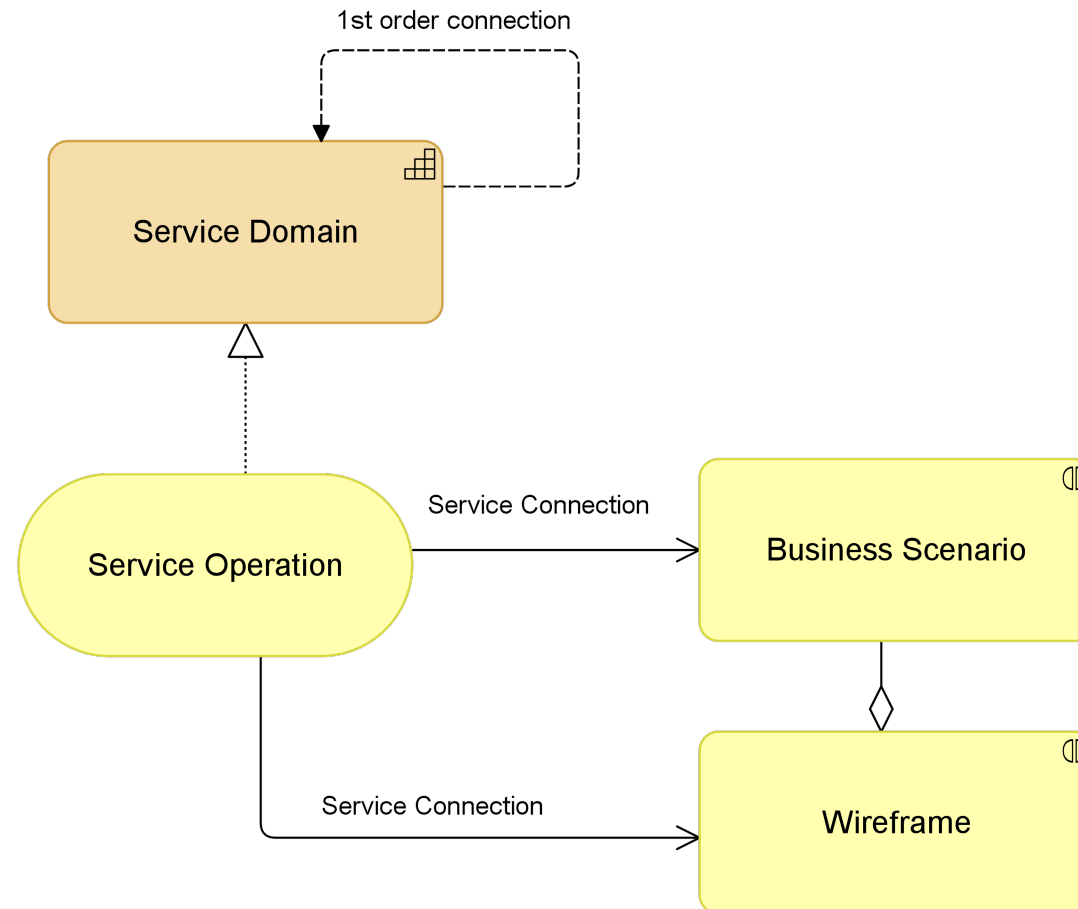 1st order connection
Service Domain
Service Connection
Service Operation
Business Scenario
Service Connection
Wireframe